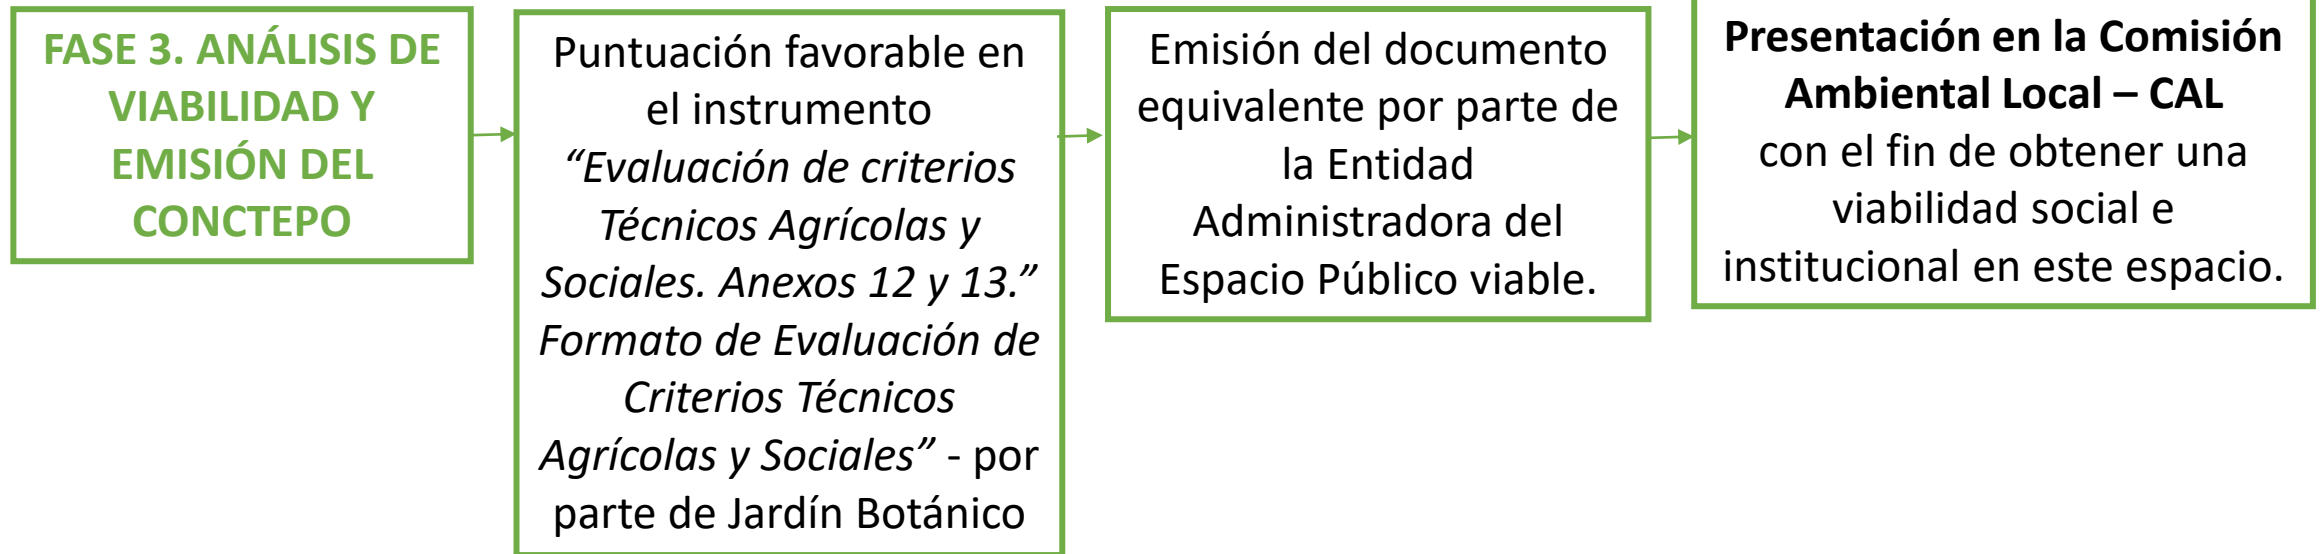 FASE 3. ANÁLISIS DE
VIABILIDAD Y
EMISIÓN DEL
CONCTEPO
Puntuación favorable en
el instrumento
“Evaluación de criterios
Técnicos Agrícolas y
Sociales. Anexos 12 y 13.”
Formato de Evaluación de
Criterios Técnicos
Agrícolas y Sociales” - por
parte de Jardín Botánico
Emisión del documento
equivalente por parte de
la Entidad
Administradora del
Espacio Público viable.
Presentación en la Comisión
Ambiental Local – CAL
con el fin de obtener una
viabilidad social e
institucional en este espacio.